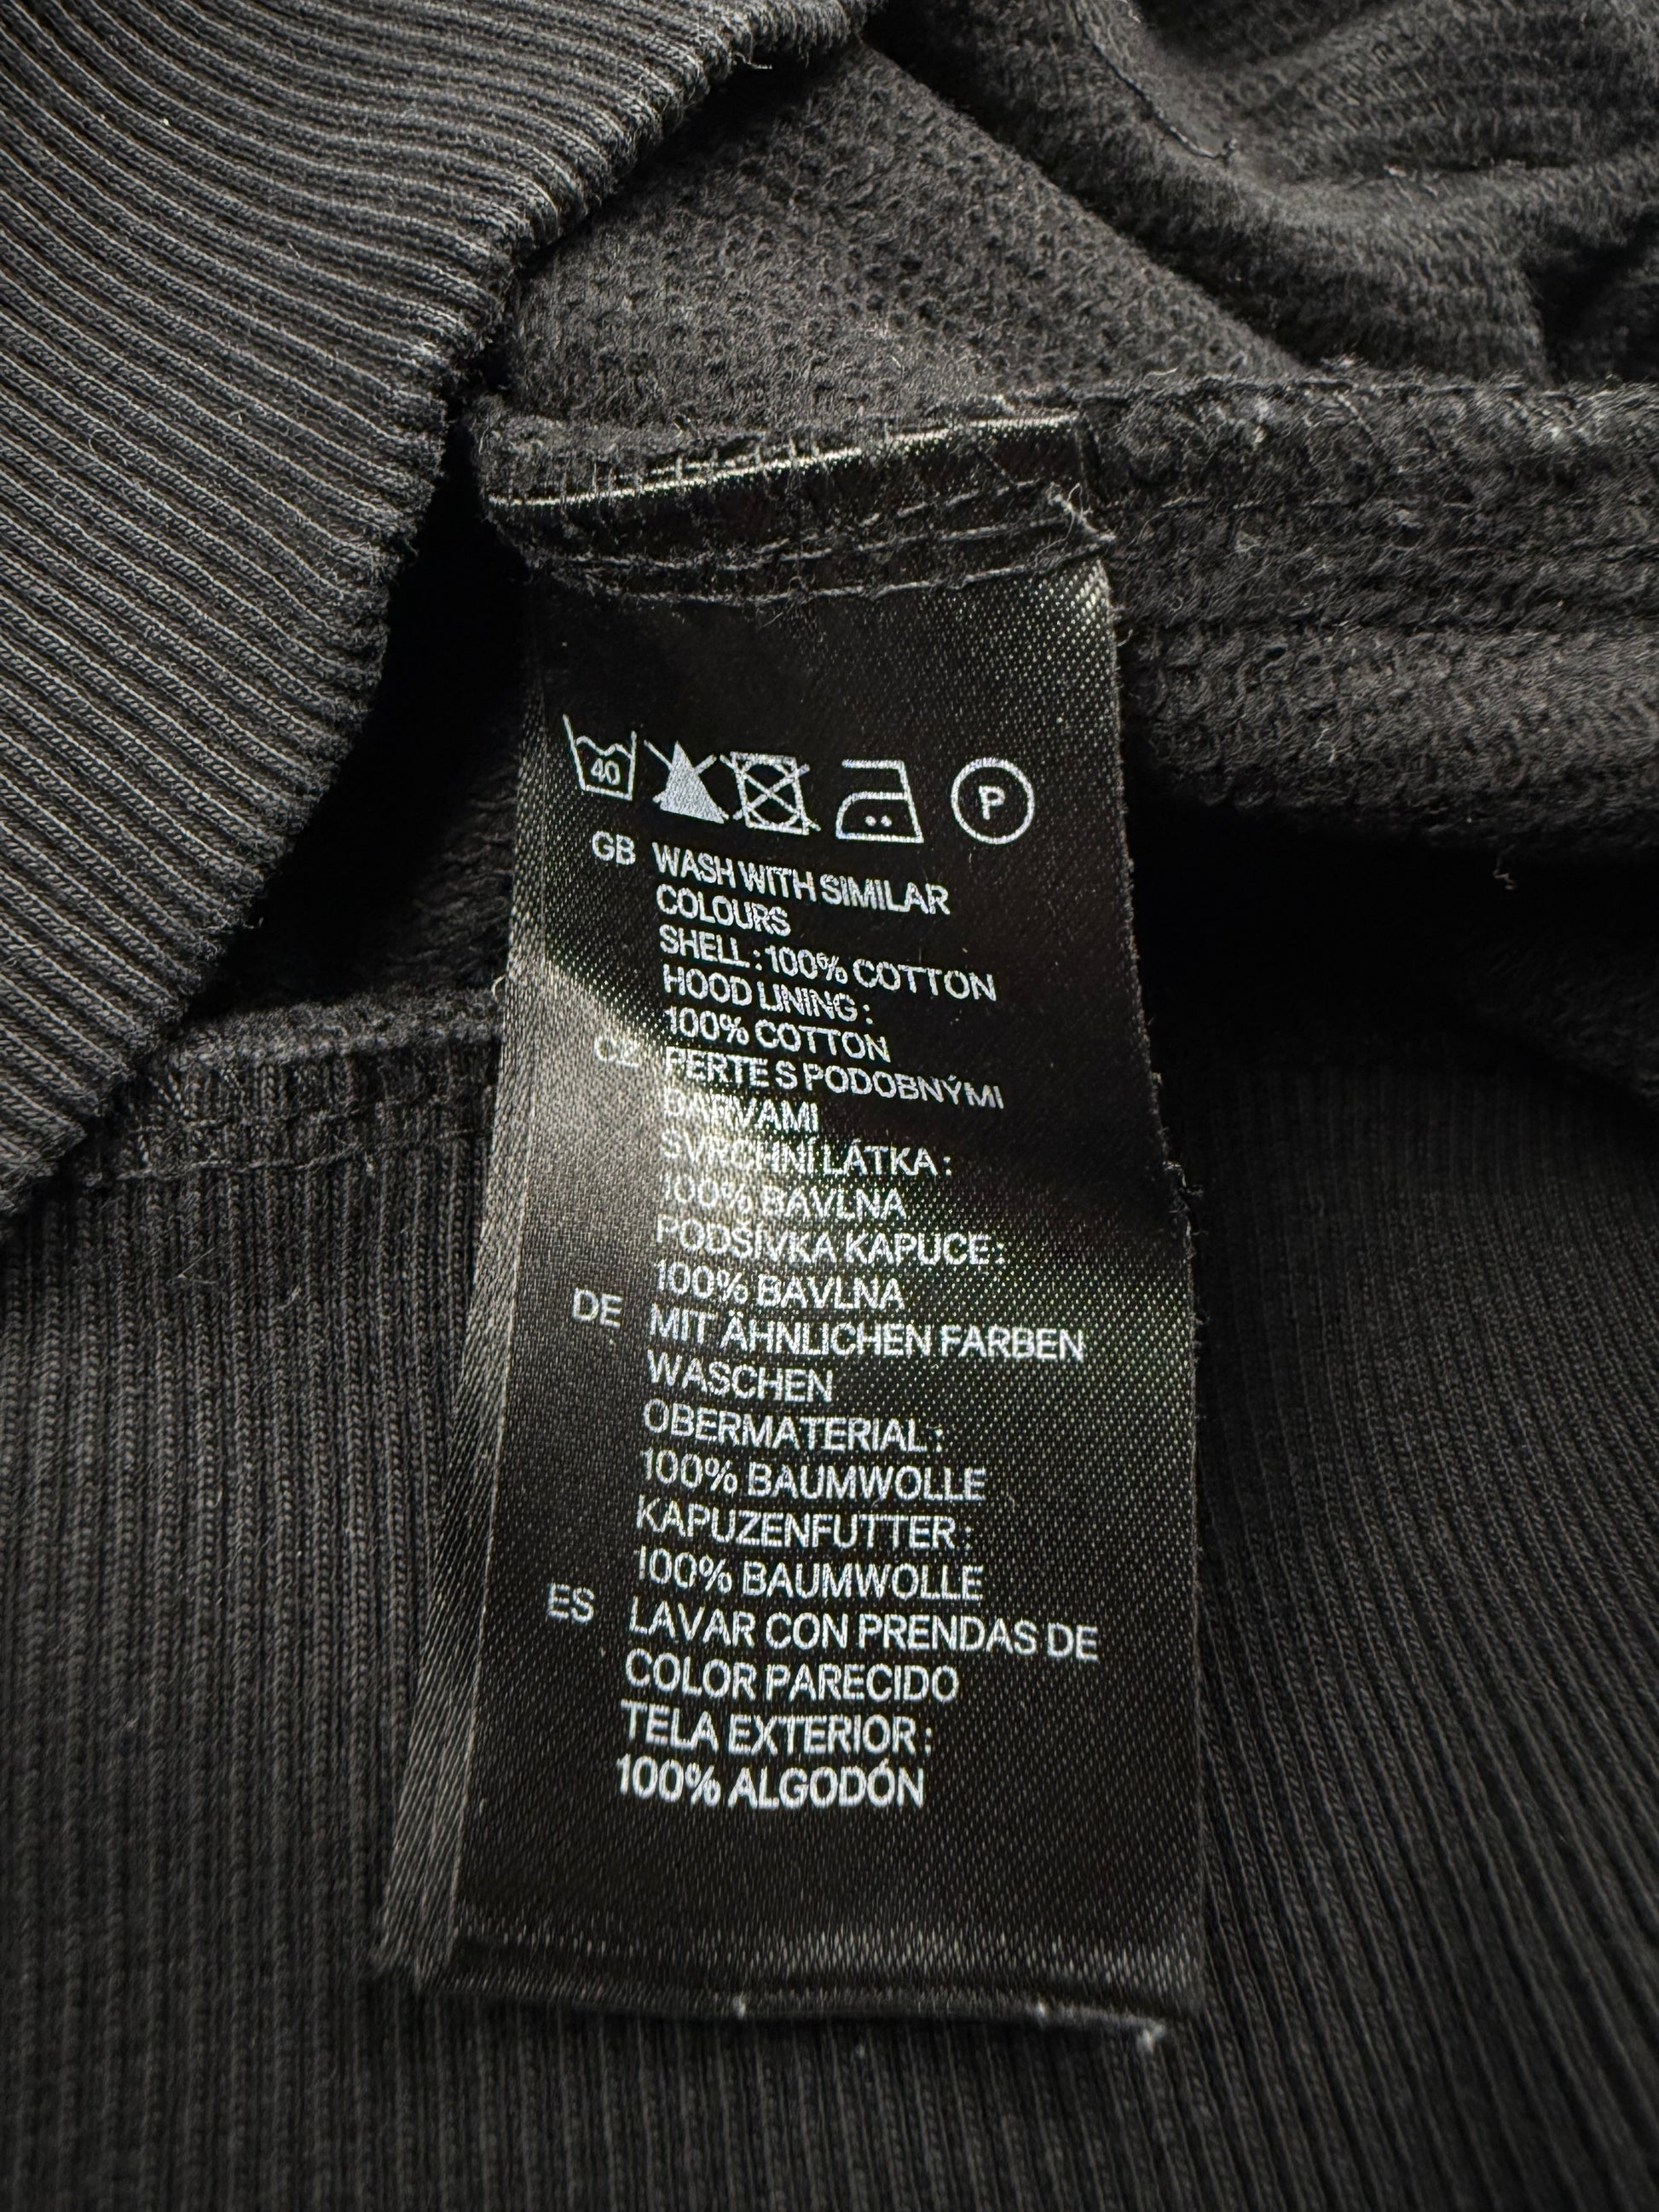 40
P
GB WASH WITH SIMILAR
COLOURS
SHELL : 100% COTTON
HOOD LINING :
100% COTTON
CZ PERTE S PODOBNÝMI
BARVAMI
SVRCHNÍ LÁTKA :
100% BAVLNA
PODŠÍVKA KAPUCE :
100% BAVLNA
DE MIT ÄHNLICHEN FARBEN
WASCHEN
OBERMATERIAL :
100% BAUMWOLLE
KAPUZENFUTTER :
100% BAUMWOLLE
ES LAVAR CON PRENDAS DE
COLOR PARECIDO
TELA EXTERIOR :
100% ALGODÓN